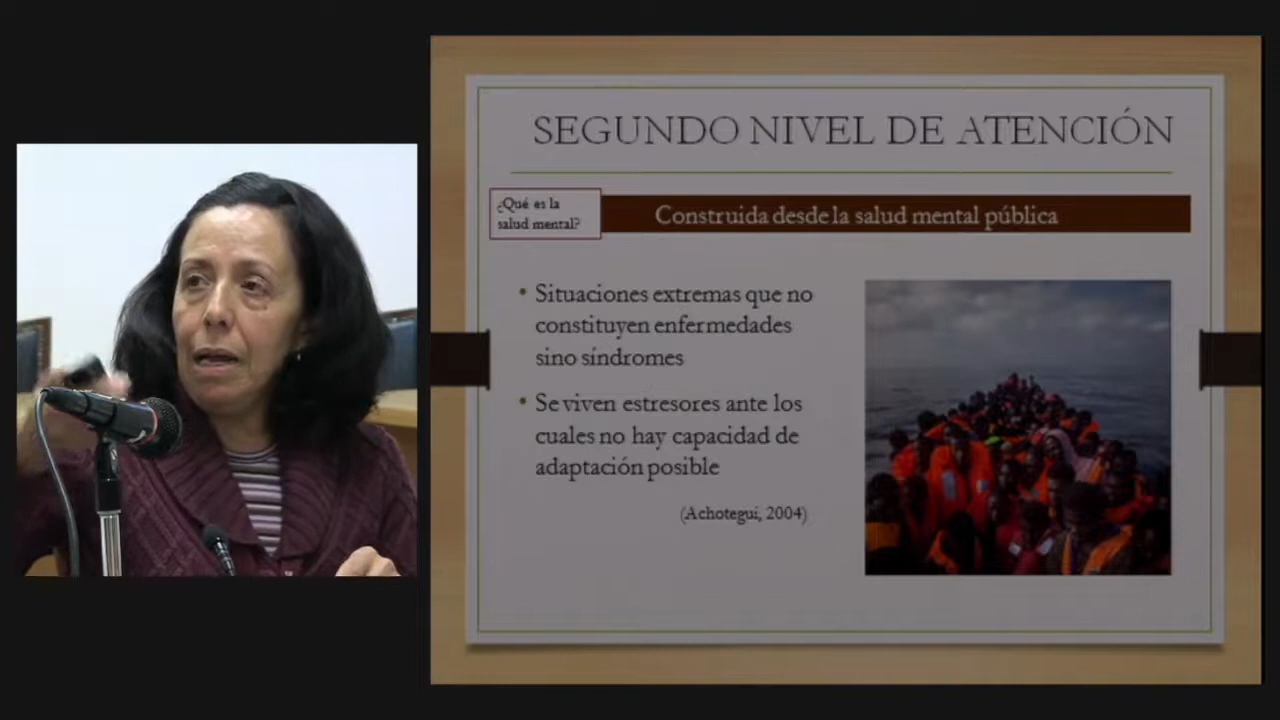 SEGUNDO NIVEL DE ATENCIÓN
¿Qué es la
salud mental?
Construida desde la salud mental pública
• Situaciones extremas que no
constituyen enfermedades
sino síndromes
• Se viven estresores ante los
cuales no hay capacidad de
adaptación posible
(Achotegui, 2004)